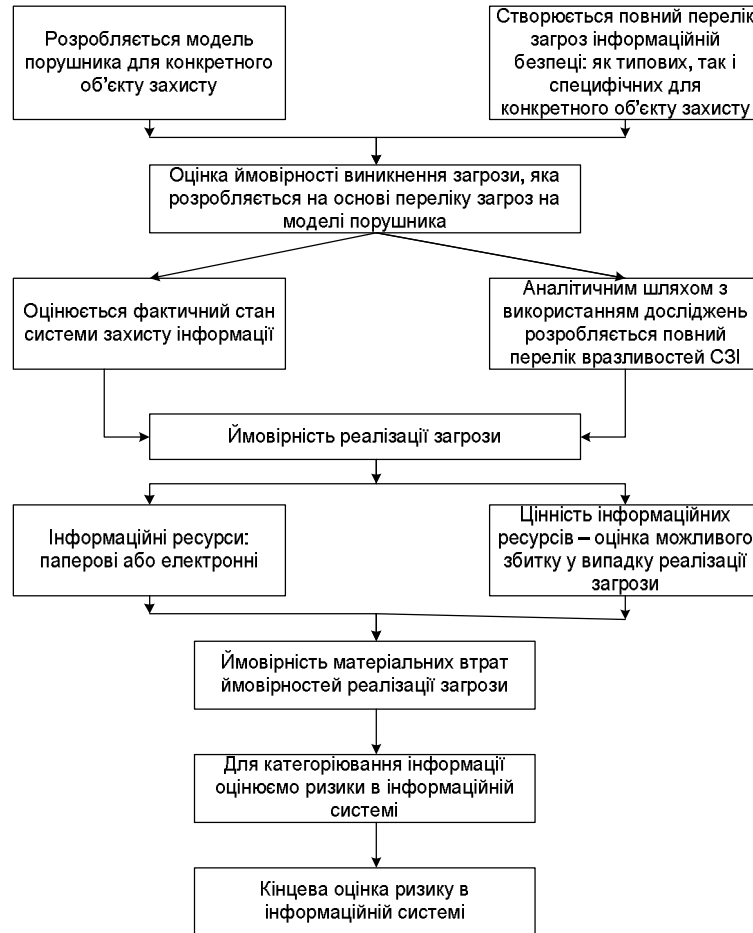 Розробляється модель
порушника для конкретного
об’єкту захисту
Створюється повний перелік
загроз інформаційній
безпеці: як типових, так і
специфічних для
конкретного об’єкту захисту
Оцінка ймовірності виникнення загрози, яка
розробляється на основі переліку загроз на
моделі порушника
Оцінюється фактичний стан
системи захисту інформації
Аналітичним шляхом з
використанням досліджень
розробляється повний
перелік вразливостей СЗІ
Ймовірність реалізації загрози
Інформаційні ресурси:
паперові або електронні
Цінність інформаційних
ресурсів – оцінка можливого
збитку у випадку реалізації
загрози
Ймовірність матеріальних втрат
ймовірностей реалізації загрози
Для категоріювання інформації
оцінюємо ризики в інформаційній
системі
Кінцева оцінка ризику в
інформаційній системі